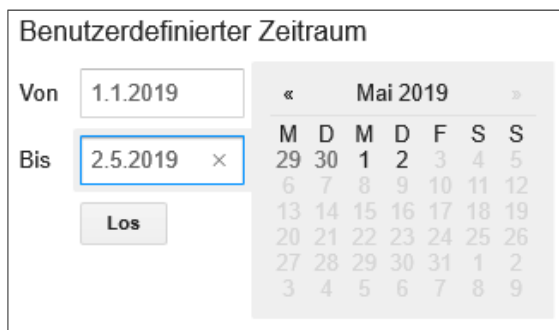 Benutzerdefinierter Zeitraum
Von 1.1.2019
Bis 2.5.2019 ×
Los
« Mai 2019 »
M D M D F S S
29 30 1 2 3 4 5
6 7 8 9 10 11 12
13 14 15 16 17 18 19
20 21 22 23 24 25 26
27 28 29 30 31 1 2
3 4 5 6 7 8 9